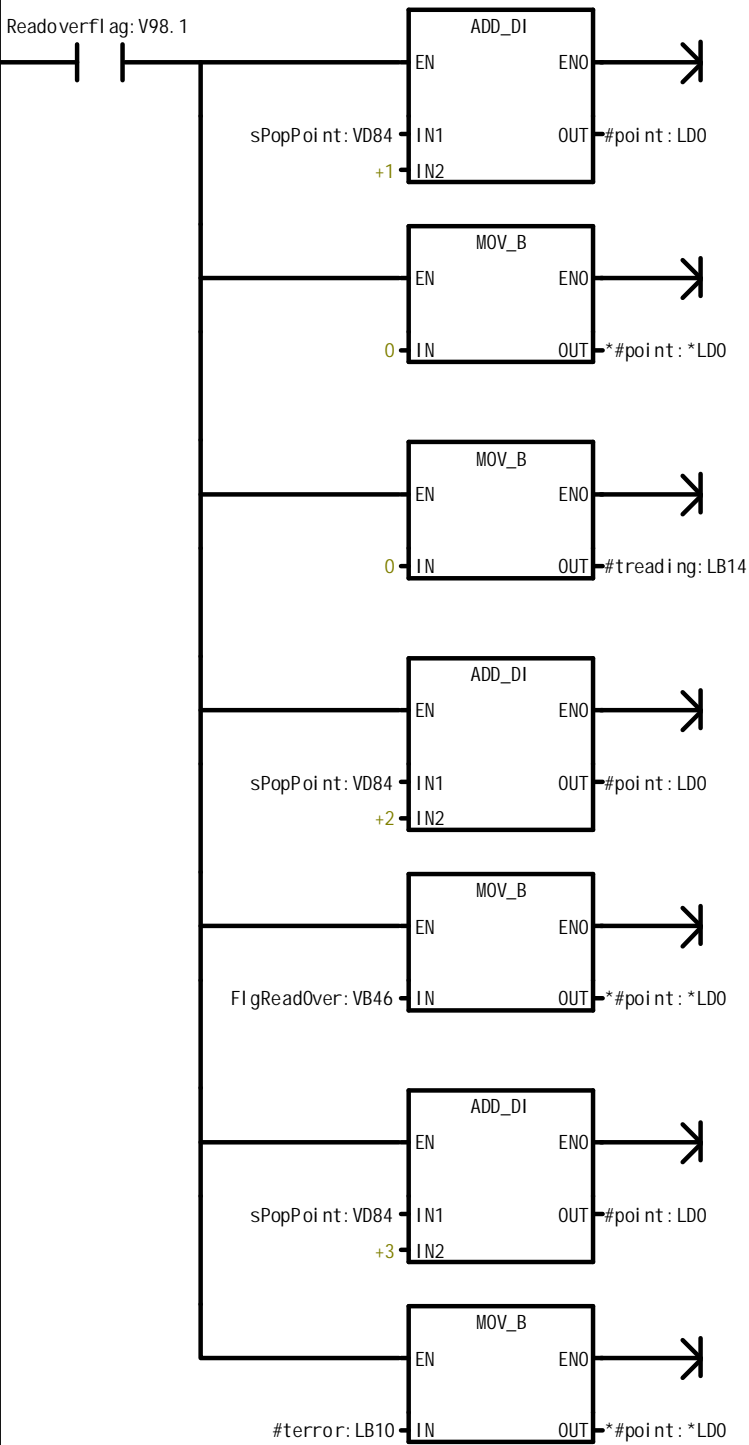 Readoverflag:V98.1
ADD_DI
EN ENO
sPopPoint:VD84 IN1 OUT #point:LD0
+1 IN2
MOV_B
EN ENO
0 IN OUT *#point:*LD0
MOV_B
EN ENO
0 IN OUT #treading:LB14
ADD_DI
EN ENO
sPopPoint:VD84 IN1 OUT #point:LD0
+2 IN2
MOV_B
EN ENO
FlgReadOver:VB46 IN OUT *#point:*LD0
ADD_DI
EN ENO
sPopPoint:VD84 IN1 OUT #point:LD0
+3 IN2
MOV_B
EN ENO
#terror:LB10 IN OUT *#point:*LD0